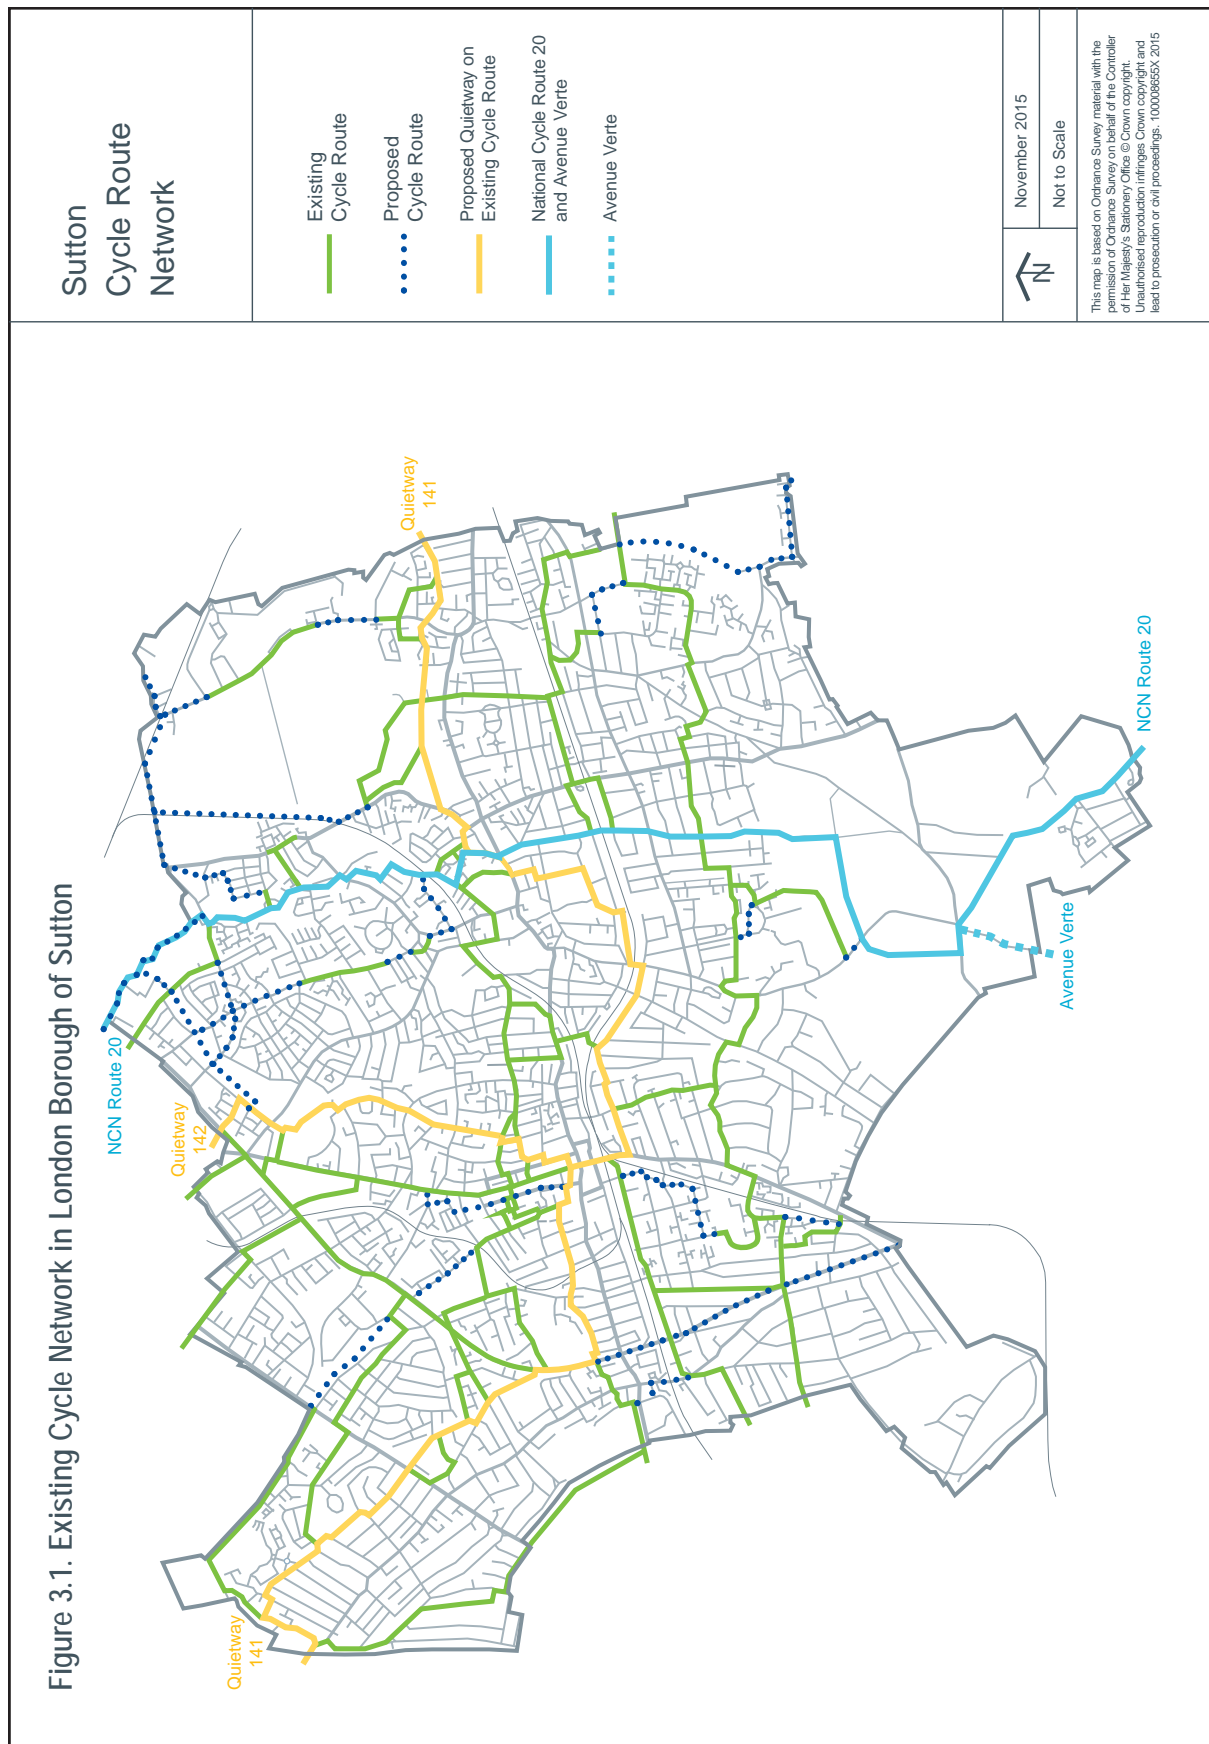 Figure 3.1. Existing Cycle Network in London Borough of Sutton
Sutton
Cycle Route
Network
Existing
Cycle Route
Proposed
Cycle Route
Proposed Quietway on
Existing Cycle Route
National Cycle Route 20
and Avenue Verte
Avenue Verte
N
November 2015
Not to Scale
This map is based on Ordnance Survey material with the
permission of Ordnance Survey on behalf of the Controller
of Her Majesty's Stationery Office © Crown copyright.
Unauthorised reproduction infringes Crown copyright and
lead to prosecution or civil proceedings. 100008655X 2015
Quietway
141
Quietway
142
NCN Route 20
Quietway
141
Avenue Verte
NCN Route 20